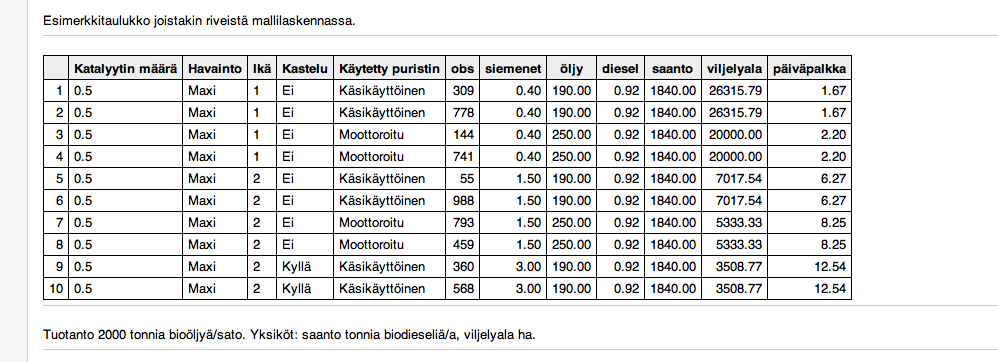 Esimerkkitaulukko joistakin riveistä mallilaskennassa.
Katalyytin määrä Havainto Ikä Kastelu Käytetty puristin obs siemenet öljy diesel saanto viljelyala päiväpalkka
1 0.5 Maxi 1 Ei Käsikäyttöinen 309 0.40 190.00 0.92 1840.00 26315.79 1.67
2 0.5 Maxi 1 Ei Käsikäyttöinen 778 0.40 190.00 0.92 1840.00 26315.79 1.67
3 0.5 Maxi 1 Ei Moottoroitu 144 0.40 250.00 0.92 1840.00 20000.00 2.20
4 0.5 Maxi 1 Ei Moottoroitu 741 0.40 250.00 0.92 1840.00 20000.00 2.20
5 0.5 Maxi 2 Ei Käsikäyttöinen 55 1.50 190.00 0.92 1840.00 7017.54 6.27
6 0.5 Maxi 2 Ei Käsikäyttöinen 988 1.50 190.00 0.92 1840.00 7017.54 6.27
7 0.5 Maxi 2 Ei Moottoroitu 793 1.50 250.00 0.92 1840.00 5333.33 8.25
8 0.5 Maxi 2 Ei Moottoroitu 459 1.50 250.00 0.92 1840.00 5333.33 8.25
9 0.5 Maxi 2 Kyllä Käsikäyttöinen 360 3.00 190.00 0.92 1840.00 3508.77 12.54
10 0.5 Maxi 2 Kyllä Käsikäyttöinen 568 3.00 190.00 0.92 1840.00 3508.77 12.54
Tuotanto 2000 tonnia bioöljyä/sato. Yksiköt: saanto tonnia biodieseliä/a, viljelyala ha.